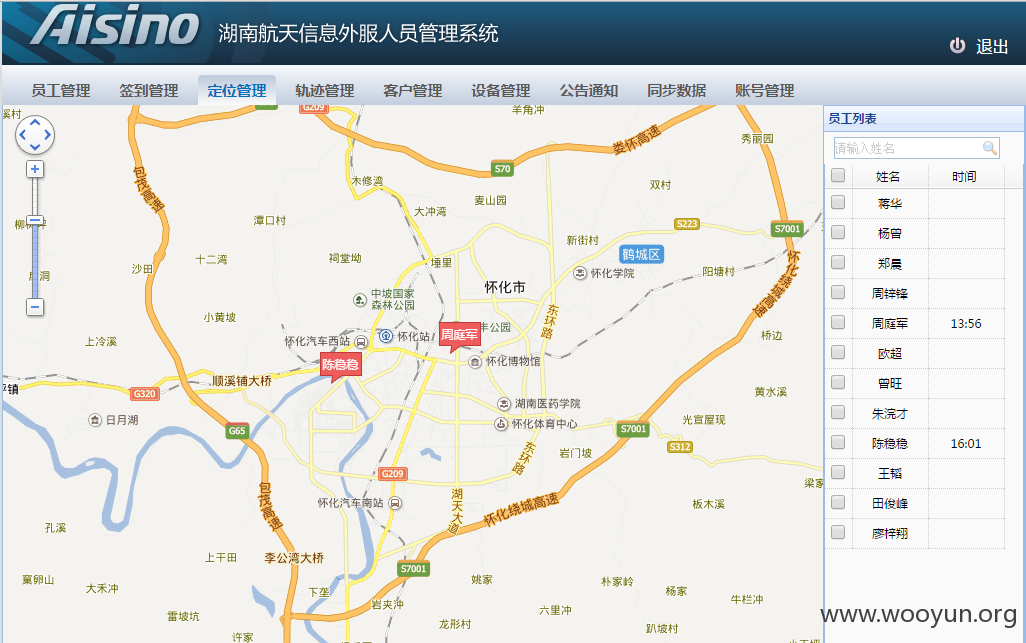 Aisino 湖南航天信息外服人员管理系统
退出
员工管理 签到管理 定位管理 轨迹管理 客户管理 设备管理 公告通知 同步数据 账号管理
员工列表
请输入姓名
姓名 时间
蒋华
杨曾
郑晨
周锌锋
周庭军 13:56
欧超
曾旺
朱浣才
陈稳稳 16:01
王韬
田俊峰
廖梓翔
溪村
G209
羊角冲
娄怀高速
秀丽园
S70
包茂高速
木修湾
双村
麦山园
大冲湾
潭口村
S223
S7001
新街村
鹤城区
十二湾
祠堂坳
埋里
沙田
怀化学院
阳塘村
怀化绕城高速
怀化市
中坡国家
森林公园
小黄坡
东环路
丰公园
周庭军
桥边
上冷溪
怀化汽车西站
怀化站
陈稳稳
怀化博物馆
顺溪铺大桥
G320
黄水溪
湖南医药学院
日月湖
G65
怀化体育中心
光宣屋现
S7001
S312
东环路
岩门坡
G209
包茂高速
怀化汽车南站
湖天大道
怀化绕城高速
板木溪
孔溪
上干田
李公湾大桥
S7001
窠卵山
大禾冲
下垄
姚家
朴家岭
杨家
牛栏冲
岩夹冲
雷坡坑
六里冲
龙形村
趴坡村
许家
www.wooyun.org